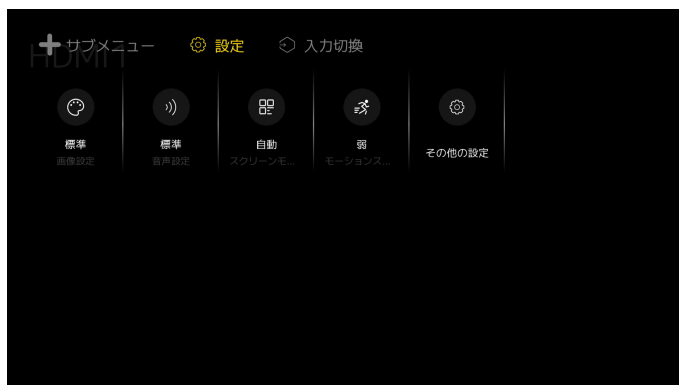 サブメニュー 設定 入力切換
HDMI1
標準 標準 自動 弱 その他の設定
画像設定 音声設定 スクリーンモ... モーションス...